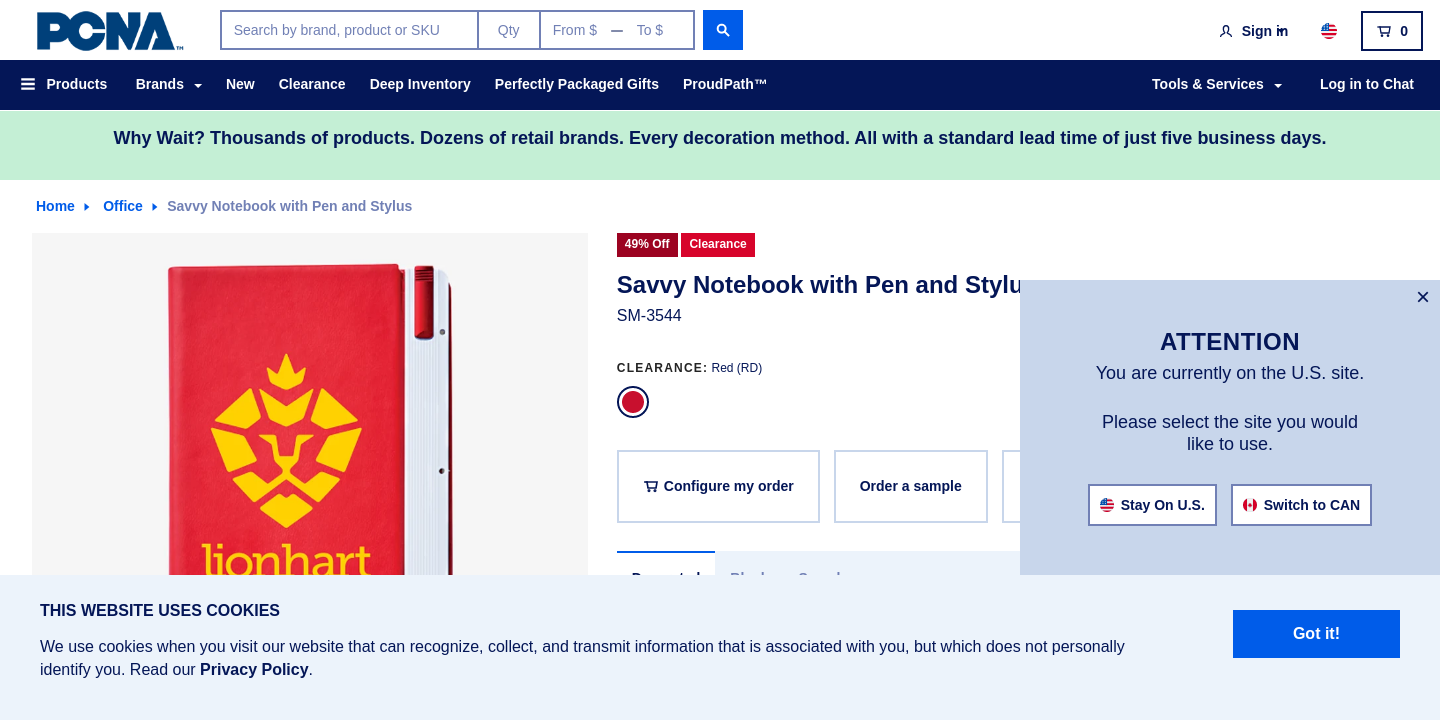 PCNA™
Search by brand, product or SKU
Qty
From $ — To $
Sign in
0
Products
Brands
New
Clearance
Deep Inventory
Perfectly Packaged Gifts
ProudPath™
Tools & Services
Log in to Chat
Why Wait? Thousands of products. Dozens of retail brands. Every decoration method. All with a standard lead time of just five business days.
Home
Office
Savvy Notebook with Pen and Stylus
49% Off
Clearance
Savvy Notebook with Pen and Stylu
SM-3544
CLEARANCE: Red (RD)
Configure my order
Order a sample
lionhart
×
ATTENTION
You are currently on the U.S. site.
Please select the site you would
like to use.
Stay On U.S.
Switch to CAN
THIS WEBSITE USES COOKIES
We use cookies when you visit our website that can recognize, collect, and transmit information that is associated with you, but which does not personally
identify you. Read our Privacy Policy.
Got it!